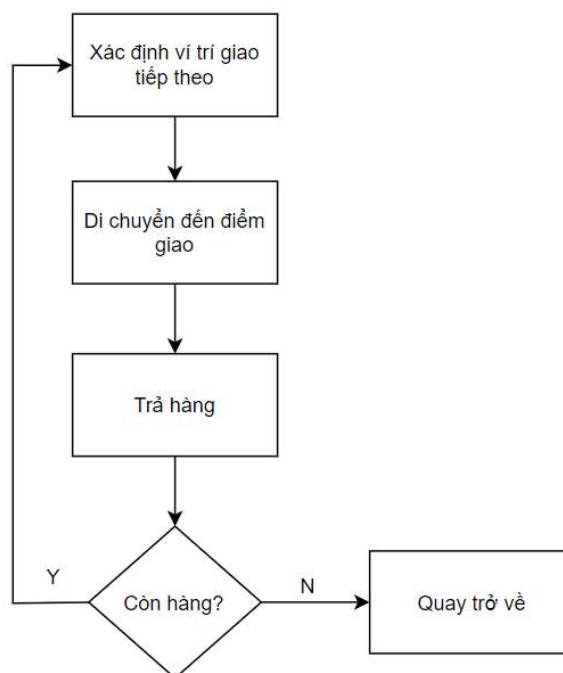 Xác định ví trí giao
tiếp theo
Di chuyển đến điểm
giao
Trả hàng
Y
Còn hàng?
N
Quay trở về